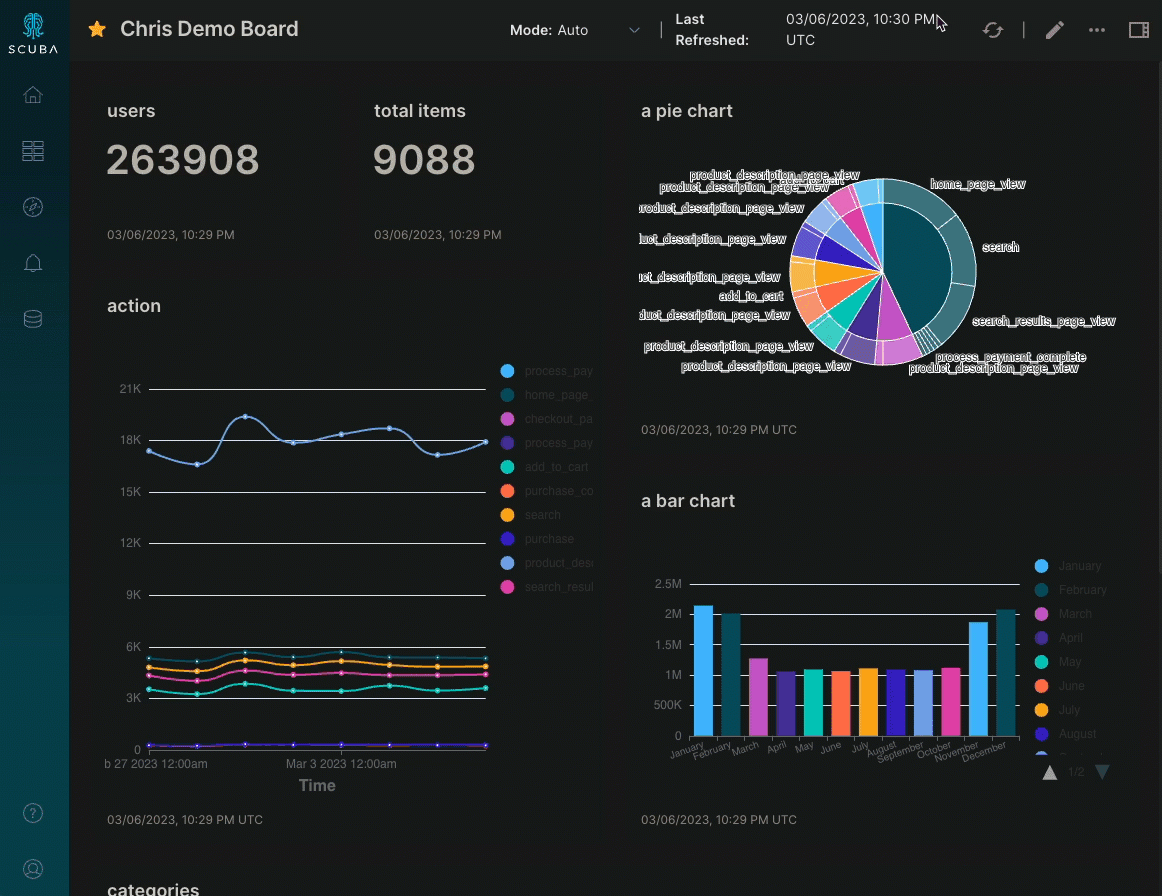 SCUBA
Chris Demo Board
Mode: Auto
Last Refreshed:
03/06/2023, 10:30 PM UTC
users
263908
03/06/2023, 10:29 PM
total items
9088
03/06/2023, 10:29 PM
a pie chart
product_description_page_view
product_description_page_view
product_description_page_view
duct_description_page_view
ct_description_page_view
add_to_cart
duct_description_page_view
product_description_page_view
product_description_page_view
home_page_view
search
search_results_page_view
process_payment_complete
product_description_page_view
03/06/2023, 10:29 PM UTC
action
21K
18K
15K
12K
9K
6K
3K
0
b 27 2023 12:00am
Mar 3 2023 12:00am
Time
process_pay
home_page_
checkout_pa
process_pay
add_to_cart
purchase_co
search
purchase
product_desc
search_resul
03/06/2023, 10:29 PM UTC
a bar chart
2.5M
2M
1.5M
1M
500K
0
January
February
March
April
May
June
July
August
September
October
November
December
January
February
March
April
May
June
July
August
1/2
03/06/2023, 10:29 PM UTC
categories